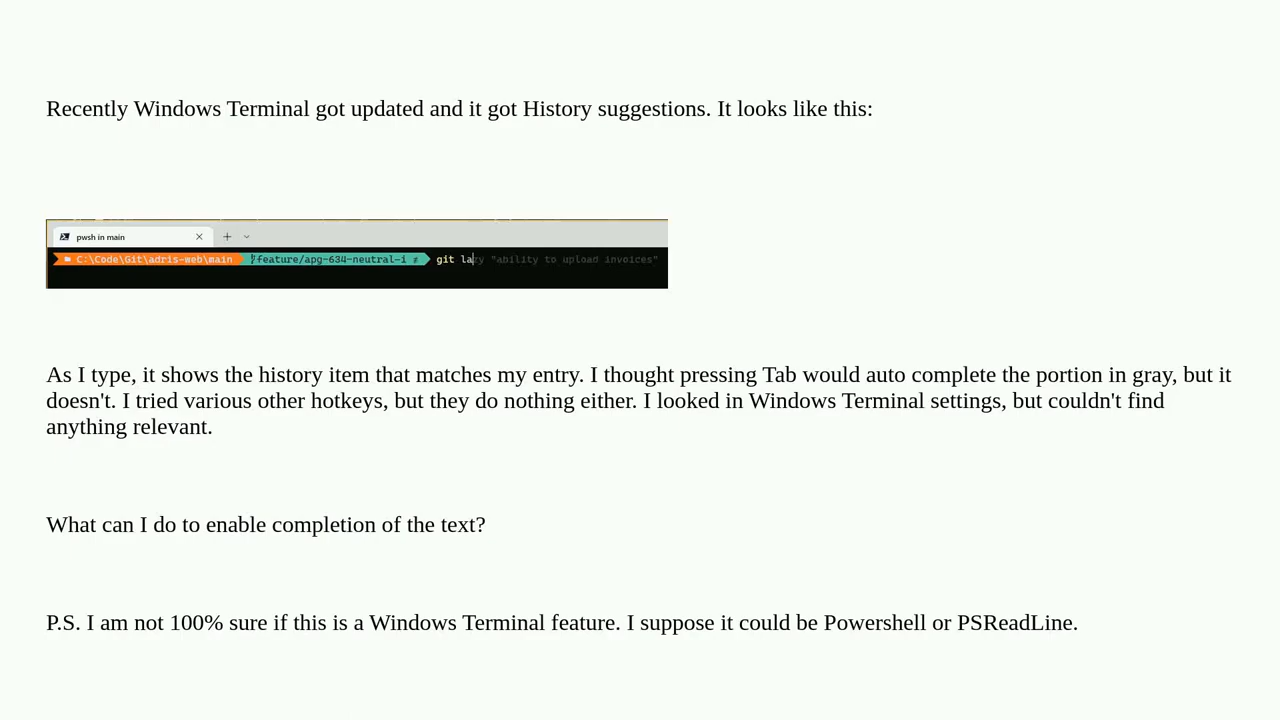 Recently Windows Terminal got updated and it got History suggestions. It looks like this:
pwsh in main
C:\Code\Git\adris-web\main feature/apg-634-neutral-i ≢ git lazy "ability to upload invoices"
As I type, it shows the history item that matches my entry. I thought pressing Tab would auto complete the portion in gray, but it
doesn't. I tried various other hotkeys, but they do nothing either. I looked in Windows Terminal settings, but couldn't find
anything relevant.
What can I do to enable completion of the text?
P.S. I am not 100% sure if this is a Windows Terminal feature. I suppose it could be Powershell or PSReadLine.